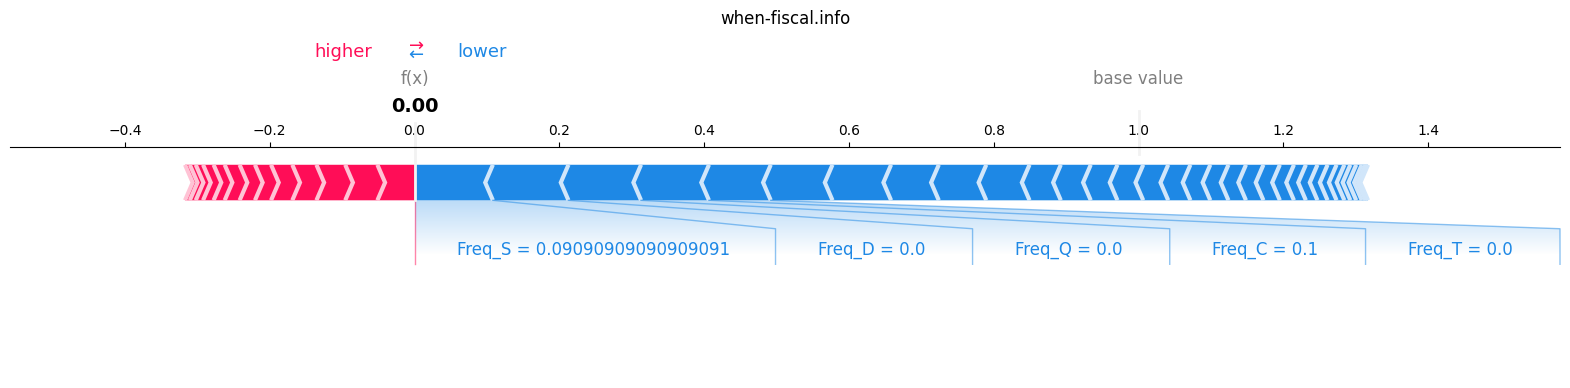 when-fiscal.info
higher ⇄ lower
f(x) base value
0.00
−0.4 −0.2 0.0 0.2 0.4 0.6 0.8 1.0 1.2 1.4
Freq_S = 0.09090909090909091 Freq_D = 0.0 Freq_Q = 0.0 Freq_C = 0.1 Freq_T = 0.0